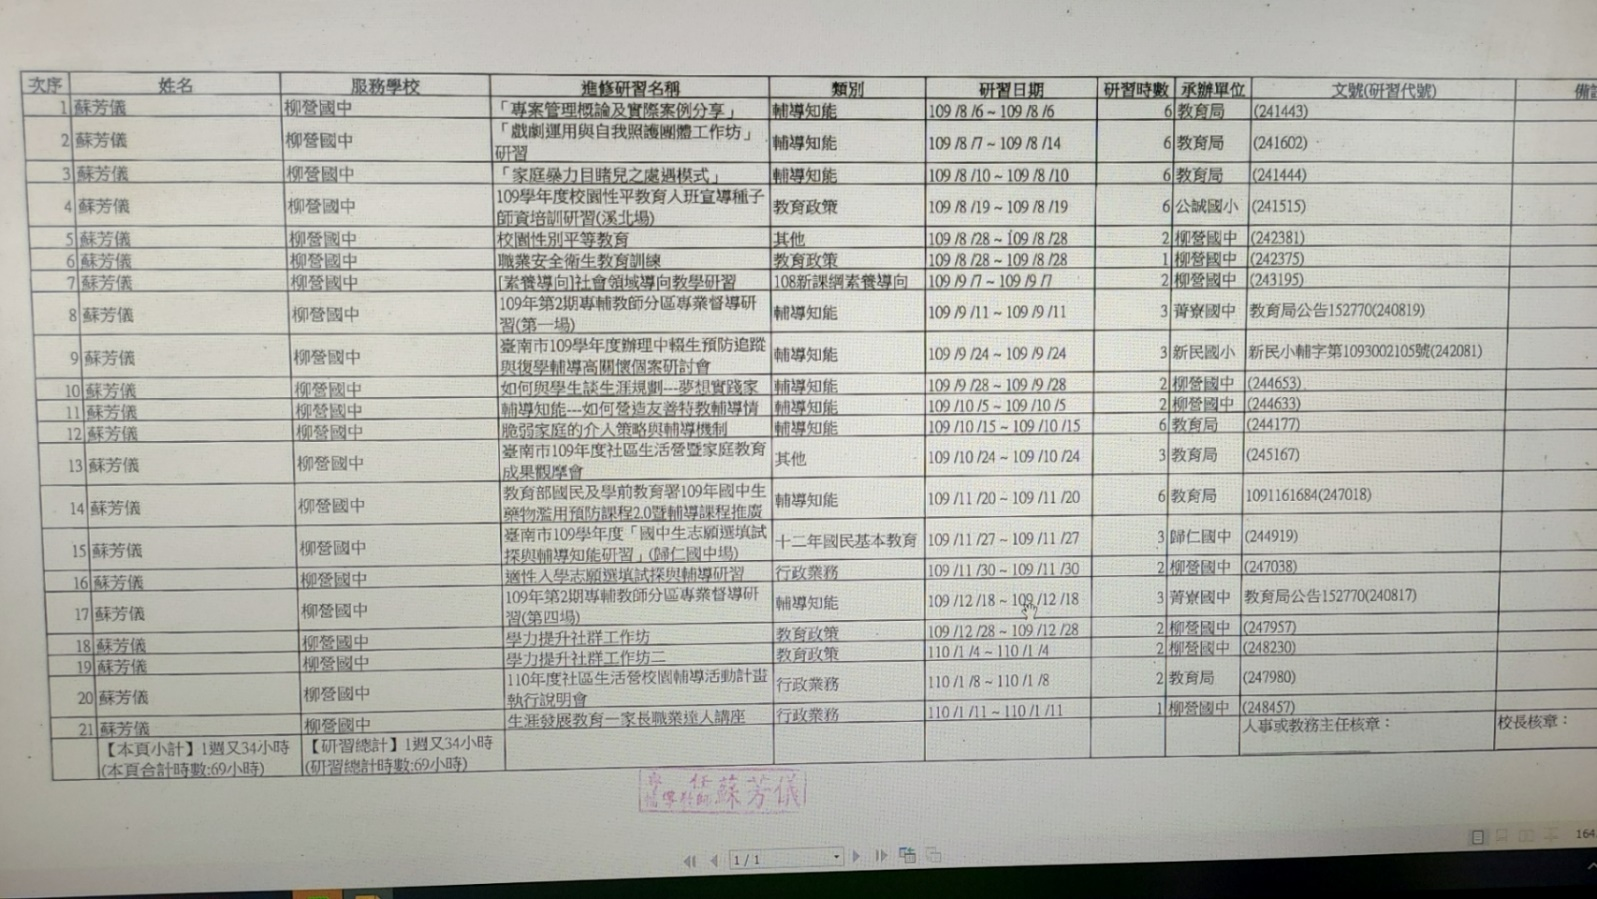 次序 姓名 服務學校 進修研習名稱 類別 研習日期 研習時數 承辦單位 文號(研習代號)
1 蘇芳儀 柳營國中 「專案管理概論及實際案例分享」 輔導知能 109 /8 /6 ~ 109 /8 /6 6 教育局 (241443)
2 蘇芳儀 柳營國中 「戲劇運用與自我照護團體工作坊」 輔導知能 109 /8 /7 ~ 109 /8 /14 6 教育局 (241602)
研習
3 蘇芳儀 柳營國中 「家庭暴力目睹兒之處遇模式」 輔導知能 109 /8 /10 ~ 109 /8 /10 6 教育局 (241444)
4 蘇芳儀 柳營國中 109學年度校園性平教育入班宣導種子 教育政策 109 /8 /19 ~ 109 /8 /19 6 公誠國小 (241515)
師資培訓研習(溪北場)
5 蘇芳儀 柳營國中 校園性別平等教育 其他 109 /8 /28 ~ 109 /8 /28 2 柳營國中 (242381)
6 蘇芳儀 柳營國中 職業安全衛生教育訓練 教育政策 109 /8 /28 ~ 109 /8 /28 1 柳營國中 (242375)
7 蘇芳儀 柳營國中 [素養導向]社會領域導向教學研習 108新課綱素養導向 109 /9 /7 ~ 109 /9 /7 2 柳營國中 (243195)
8 蘇芳儀 柳營國中 109年第2期專輔教師分區專業督導研 輔導知能 109 /9 /11 ~ 109 /9 /11 3 菁寮國中 教育局公告152770(240819)
習(第一場)
9 蘇芳儀 柳營國中 臺南市109學年度辦理中輟生預防追蹤 輔導知能 109 /9 /24 ~ 109 /9 /24 3 新民國小 新民小輔字第1093002105號(242081)
與復學輔導高關懷個案研討會
10 蘇芳儀 柳營國中 如何與學生談生涯規劃---夢想實踐家 輔導知能 109 /9 /28 ~ 109 /9 /28 2 柳營國中 (244653)
11 蘇芳儀 柳營國中 輔導知能---如何營造友善特教輔導情 輔導知能 109 /10 /5 ~ 109 /10 /5 2 柳營國中 (244633)
12 蘇芳儀 柳營國中 脆弱家庭的介入策略與輔導機制 輔導知能 109 /10 /15 ~ 109 /10 /15 6 教育局 (244177)
13 蘇芳儀 柳營國中 臺南市109年度社區生活營暨家庭教育 其他 109 /10 /24 ~ 109 /10 /24 3 教育局 (245167)
成果觀摩會
14 蘇芳儀 柳營國中 教育部國民及學前教育署109年國中生 輔導知能 109 /11 /20 ~ 109 /11 /20 6 教育局 1091161684(247018)
藥物濫用預防課程2.0暨輔導課程推廣
15 蘇芳儀 柳營國中 臺南市109學年度「國中生志願選填試 十二年國民基本教育 109 /11 /27 ~ 109 /11 /27 3 歸仁國中 (244919)
探與輔導知能研習」(歸仁國中場)
16 蘇芳儀 柳營國中 適性入學志願選填試探與輔導研習 行政業務 109 /11 /30 ~ 109 /11 /30 2 柳營國中 (247038)
17 蘇芳儀 柳營國中 109年第2期專輔教師分區專業督導研 輔導知能 109 /12 /18 ~ 109 /12 /18 3 菁寮國中 教育局公告152770(240817)
習(第四場)
18 蘇芳儀 柳營國中 學力提升社群工作坊 教育政策 109 /12 /28 ~ 109 /12 /28 2 柳營國中 (247957)
19 蘇芳儀 柳營國中 學力提升社群工作坊二 教育政策 110 /1 /4 ~ 110 /1 /4 2 柳營國中 (248230)
20 蘇芳儀 柳營國中 110年度社區生活營校園輔導活動計畫 行政業務 110 /1 /8 ~ 110 /1 /8 2 教育局 (247980)
執行說明會
21 蘇芳儀 柳營國中 生涯發展教育一家長職業達人講座 行政業務 110 /1 /11 ~ 110 /1 /11 1 柳營國中 (248457)
【本頁小計】1週又34小時 【研習總計】1週又34小時 人事或教務主任核章： 校長核章：
(本頁合計時數:69小時) (研習總計時數:69小時)
專任
輔導教師 蘇芳儀
1 / 1